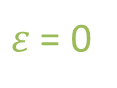 ε = 0